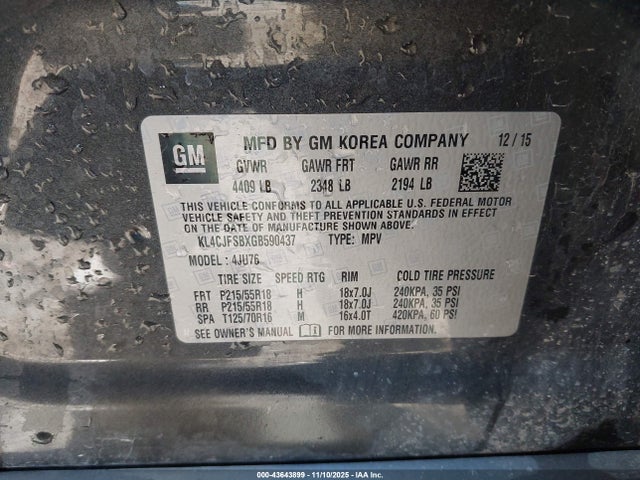 GM
MFD BY GM KOREA COMPANY 12/15
GVWR GAWR FRT GAWR RR
4409 LB 2348 LB 2194 LB
THIS VEHICLE CONFORMS TO ALL APPLICABLE U.S. FEDERAL MOTOR
VEHICLE SAFETY AND THEFT PREVENTION STANDARDS IN EFFECT
ON THE DATE OF MANUFACTURE SHOWN ABOVE.
KL4CJFSBXGB590437 TYPE: MPV
MODEL: 4JU76
TIRE SIZE SPEED RTG RIM COLD TIRE PRESSURE
FRT P215/55R18 H 18x7.0J 240KPA, 35 PSI
RR P215/55R18 H 18x7.0J 240KPA, 35 PSI
SPA T125/70R16 M 16x4.0T 420KPA, 60 PSI
SEE OWNER'S MANUAL FOR MORE INFORMATION.
000-43643899 - 11/10/2025 - IAA Inc.